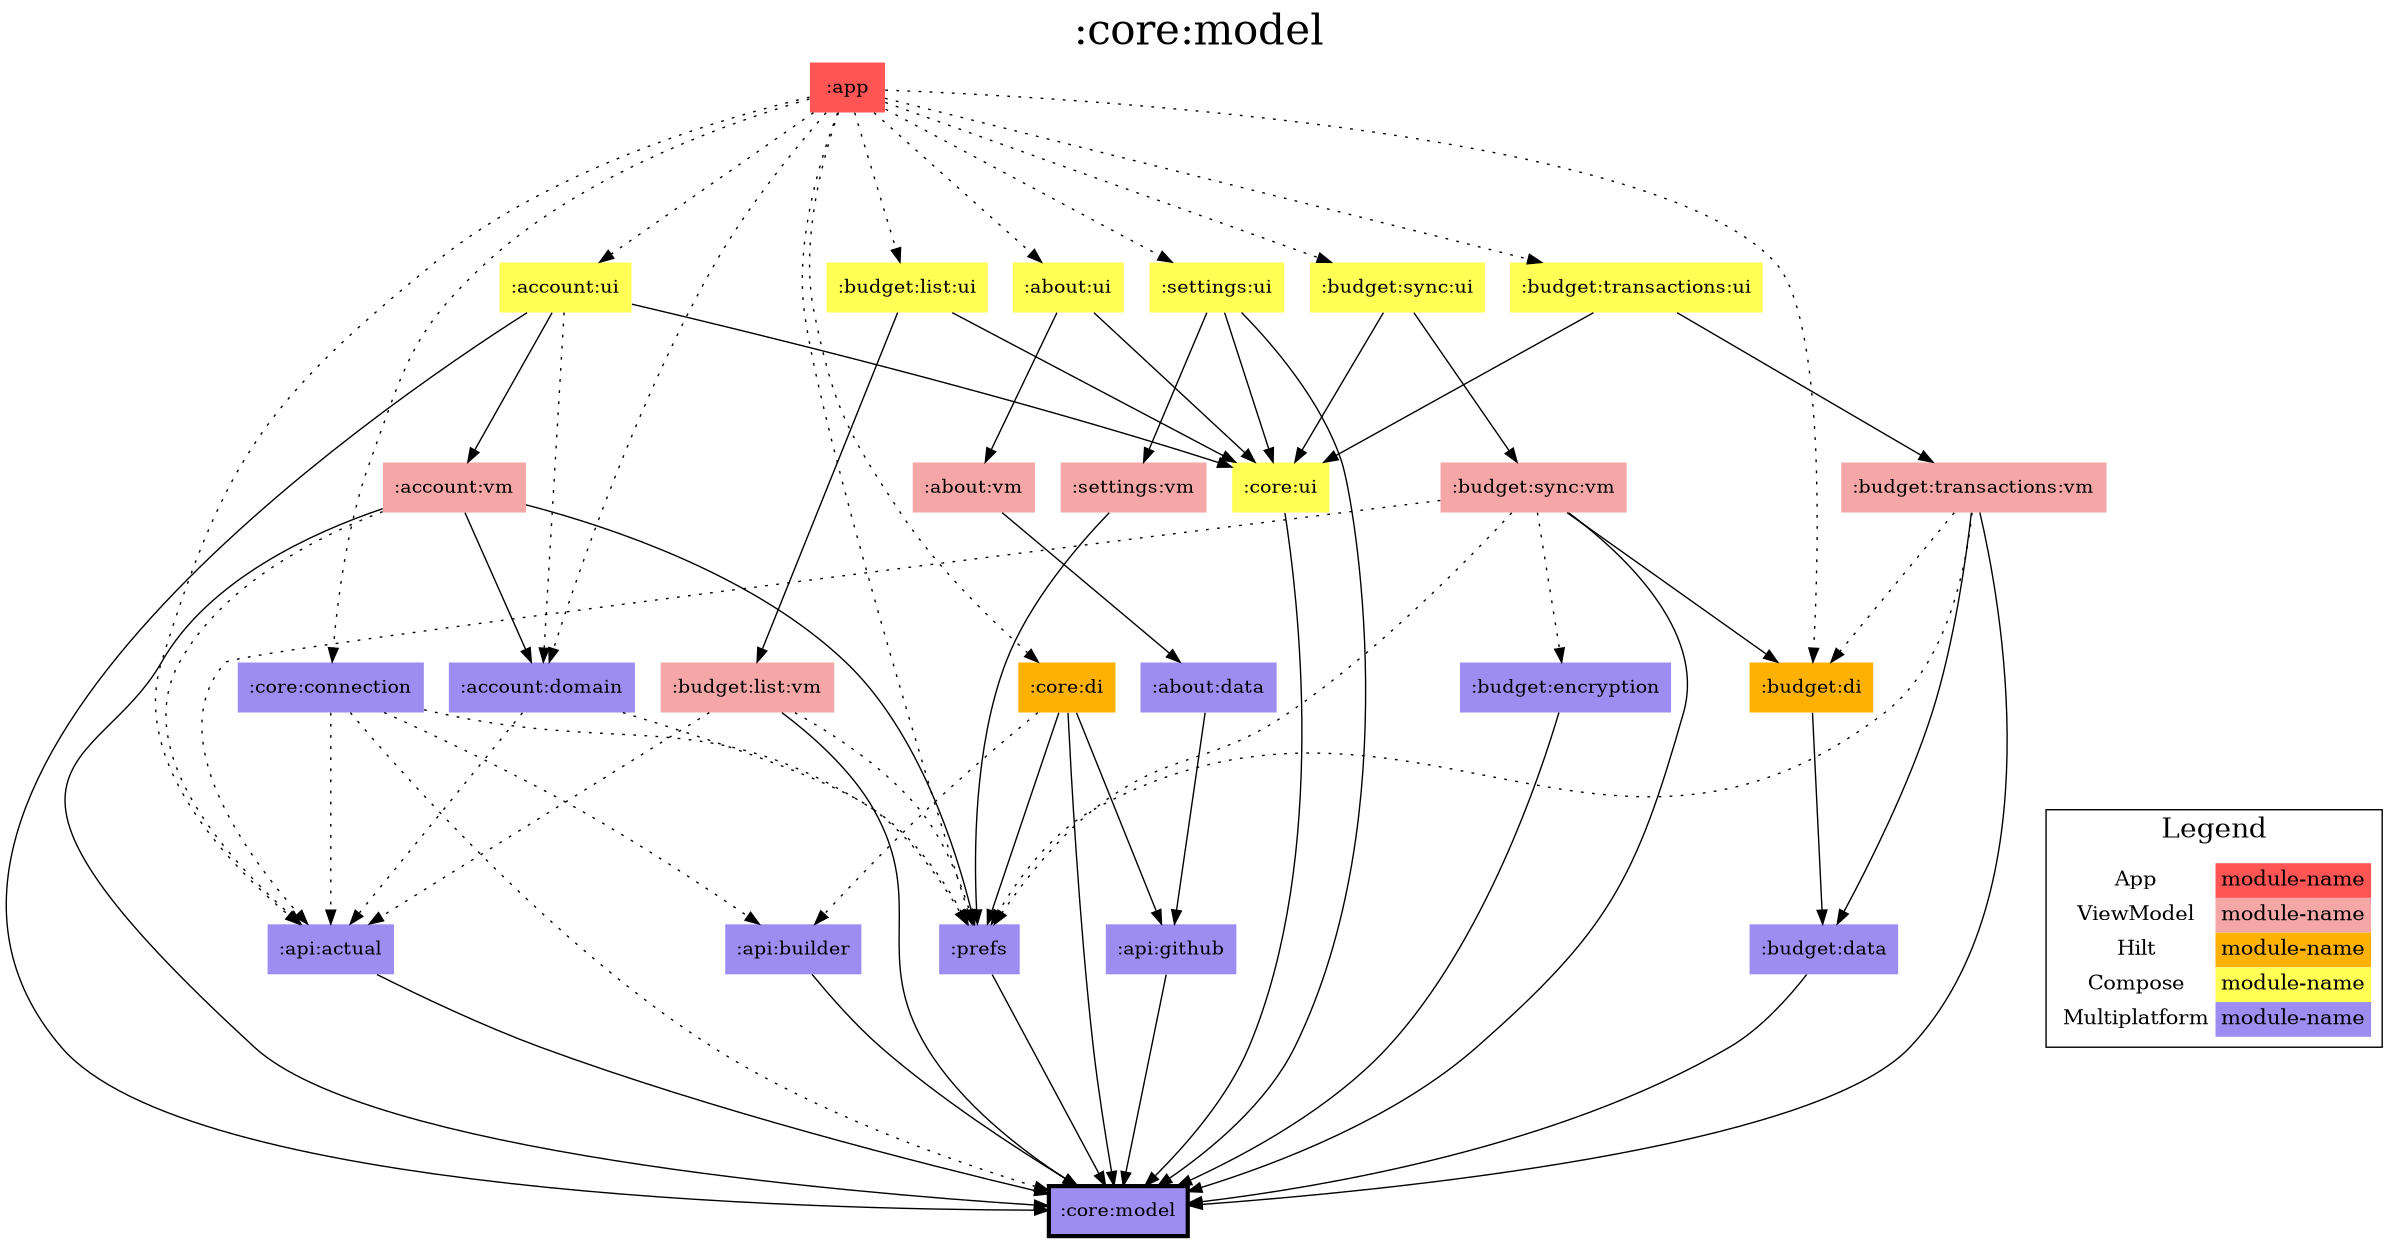 :core:model
:app
:account:ui
:budget:list:ui
:about:ui
:settings:ui
:budget:sync:ui
:budget:transactions:ui
:account:vm
:about:vm
:settings:vm
:core:ui
:budget:sync:vm
:budget:transactions:vm
:core:connection
:account:domain
:budget:list:vm
:core:di
:about:data
:budget:encryption
:budget:di
:api:actual
:api:builder
:prefs
:api:github
:budget:data
:core:model
Legend
App module-name
ViewModel module-name
Hilt module-name
Compose module-name
Multiplatform module-name